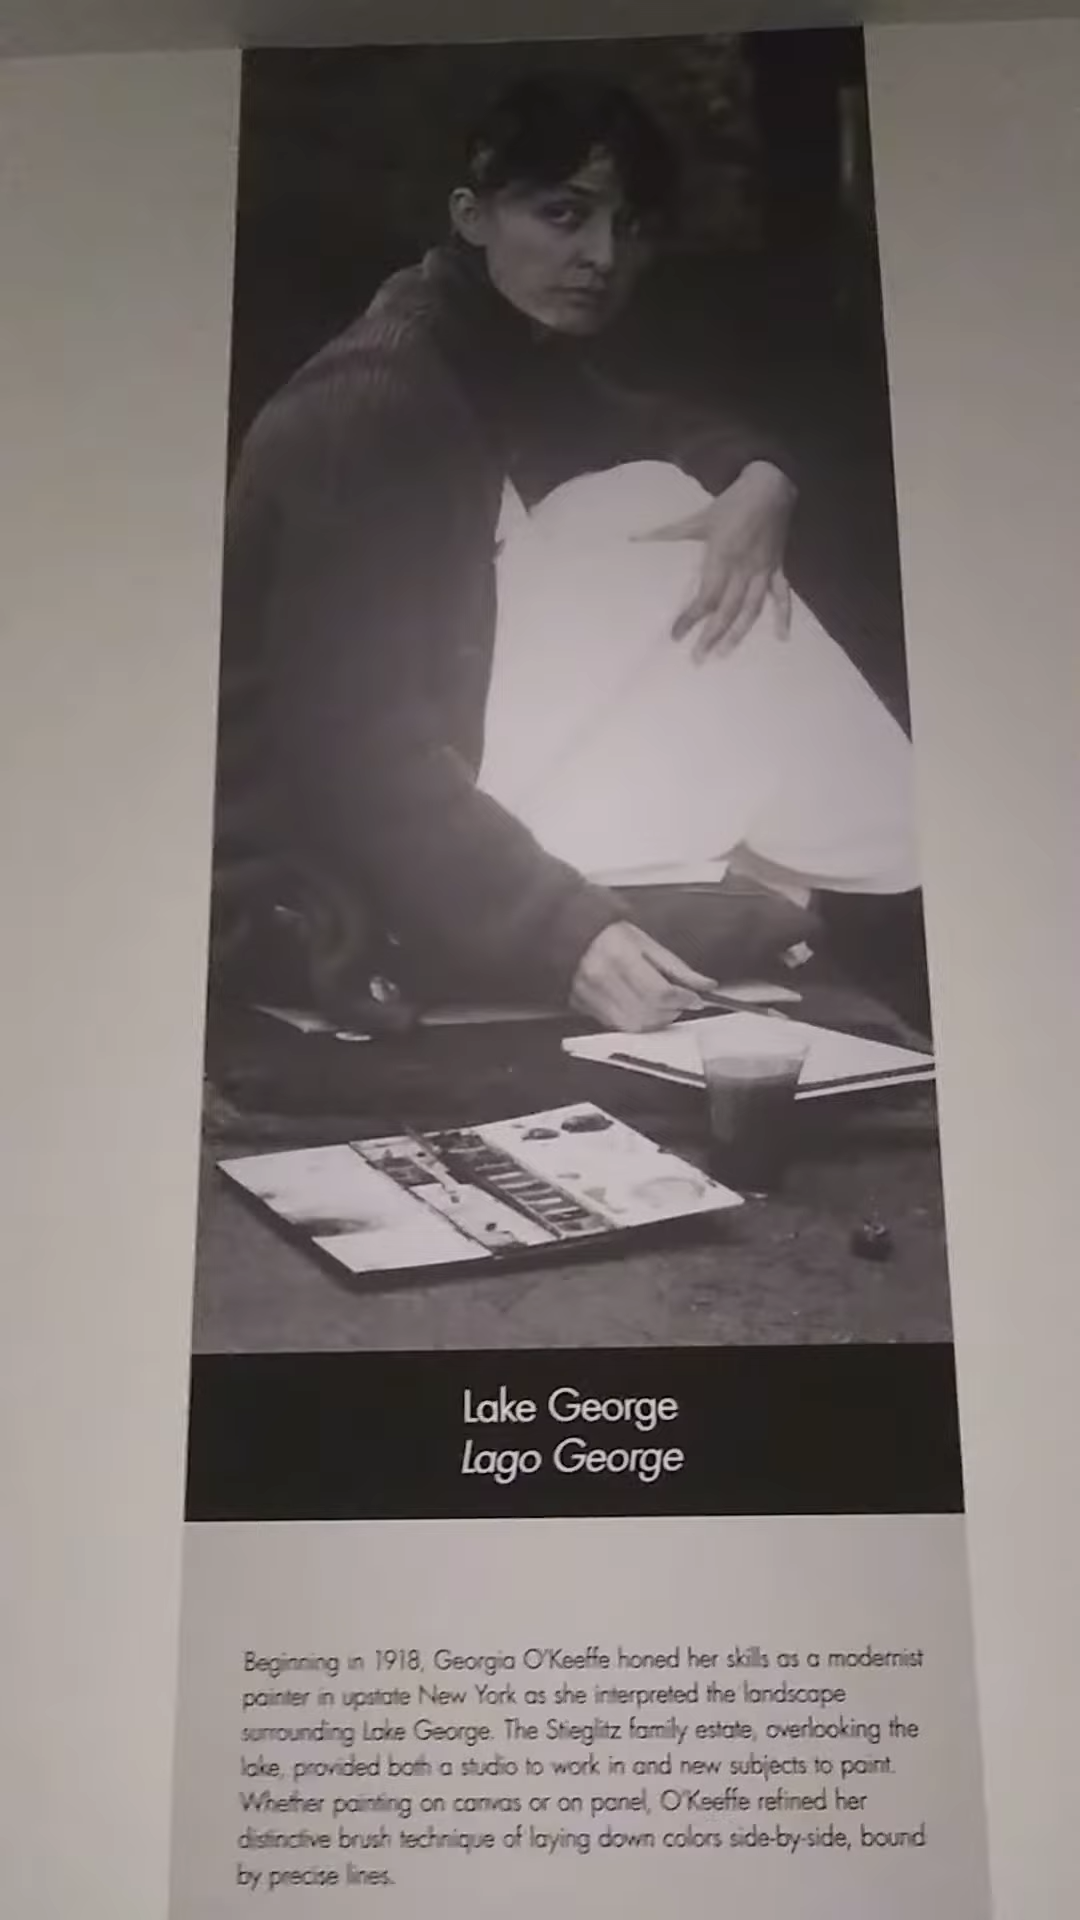 Lake George
Lago George
Beginning in 1918, Georgia O'Keeffe honed her skills as a modernist
painter in upstate New York as she interpreted the landscape
surrounding Lake George. The Stieglitz family estate, overlooking the
lake, provided both a studio to work in and new subjects to paint.
Whether painting on canvas or on panel, O'Keeffe refined her
distinctive brush technique of laying down colors side-by-side, bound
by precise lines.